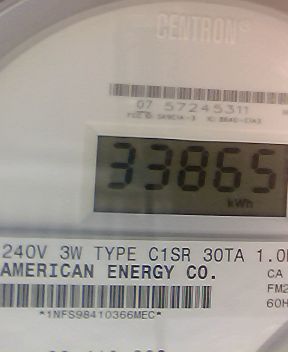 CENTRON®
07 57245311
33865
kWh
240V 3W TYPE C1SR 30TA 1.0
AMERICAN ENERGY CO.
CA
FM2
60H
*1NFS98410366MEC*